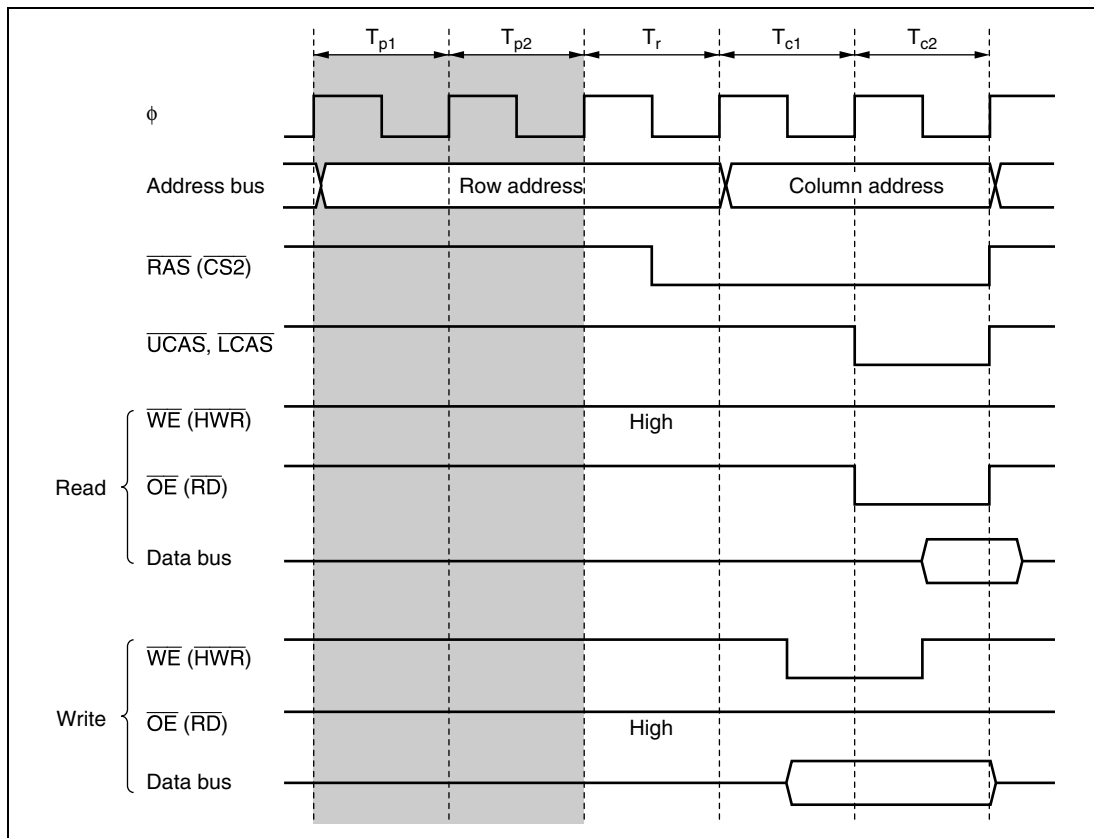 Tp1 Tp2 Tr Tc1 Tc2
φ
Address bus Row address Column address
RAS (CS2)
UCAS, LCAS
WE (HWR) High
Read OE (RD)
Data bus
WE (HWR)
Write OE (RD) High
Data bus